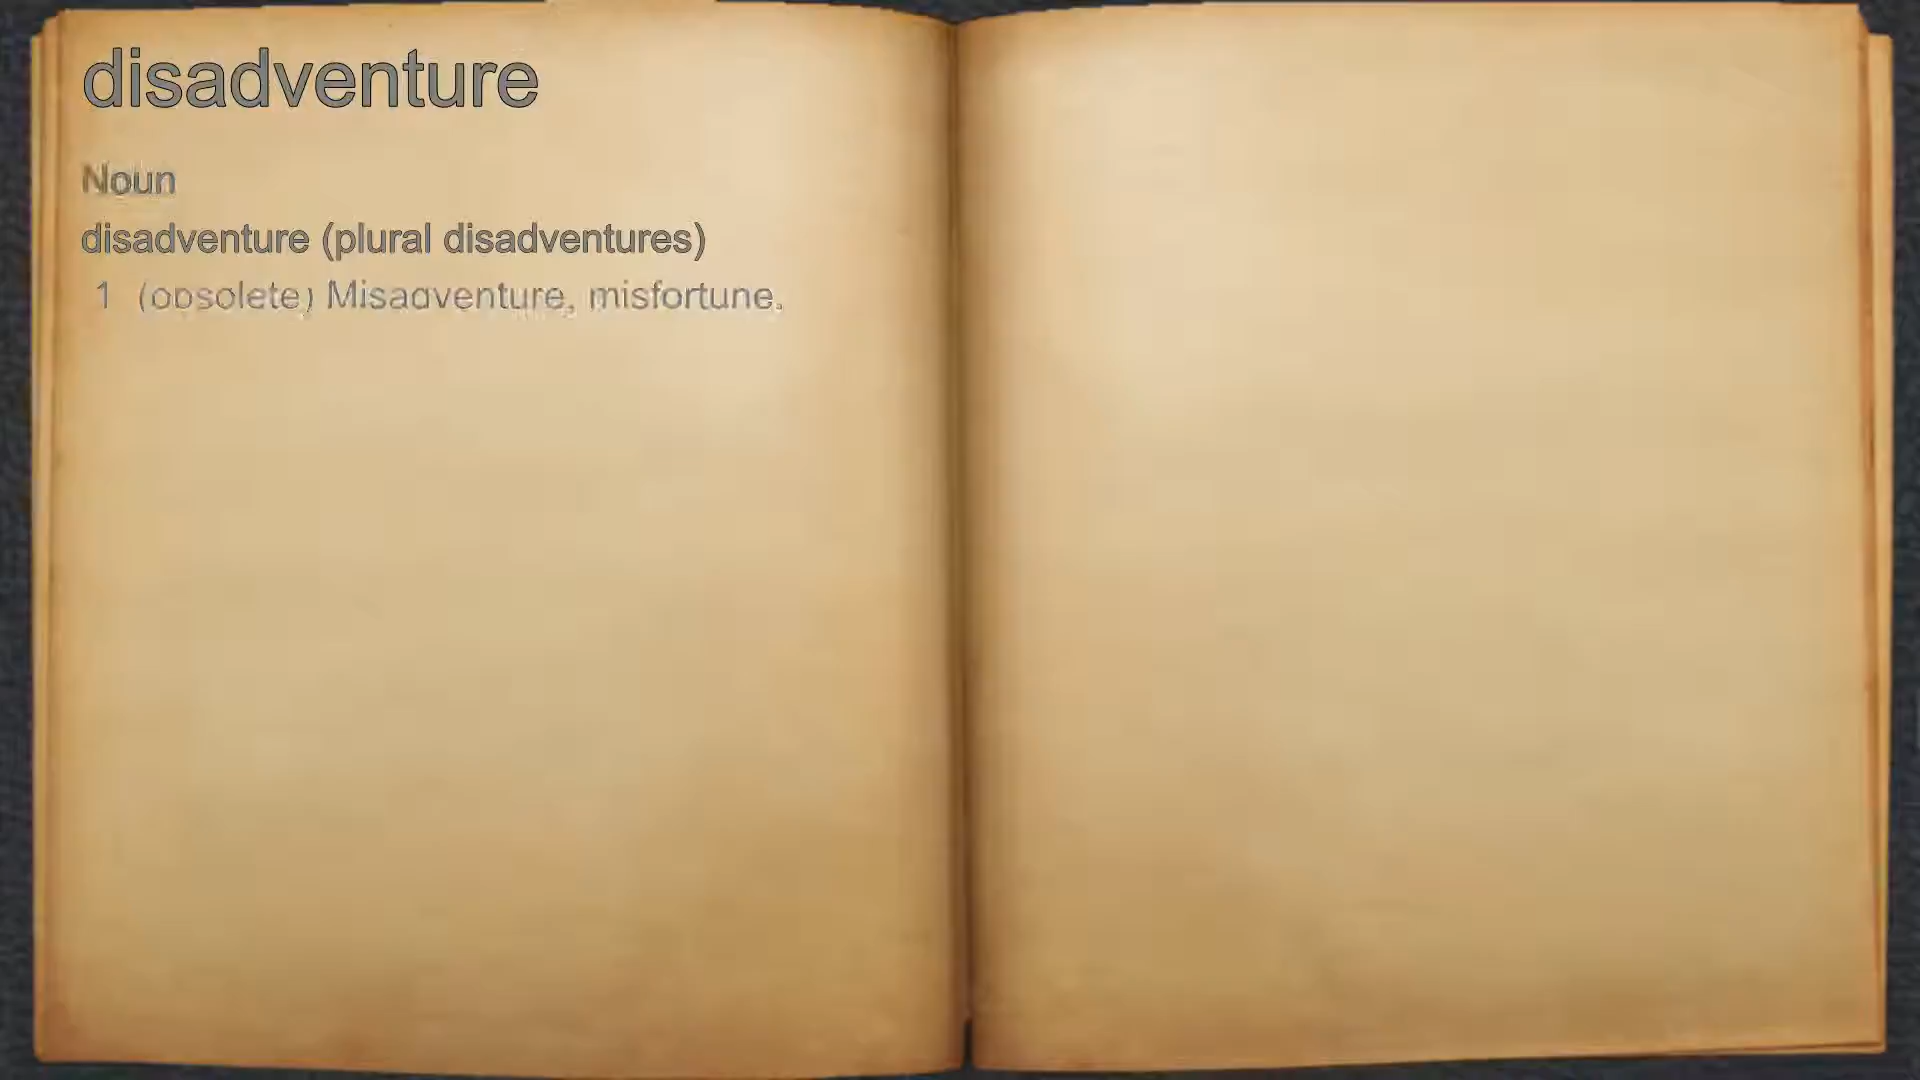 disadventure
Noun
disadventure (plural disadventures)
1 (obsolete) Misadventure, misfortune.